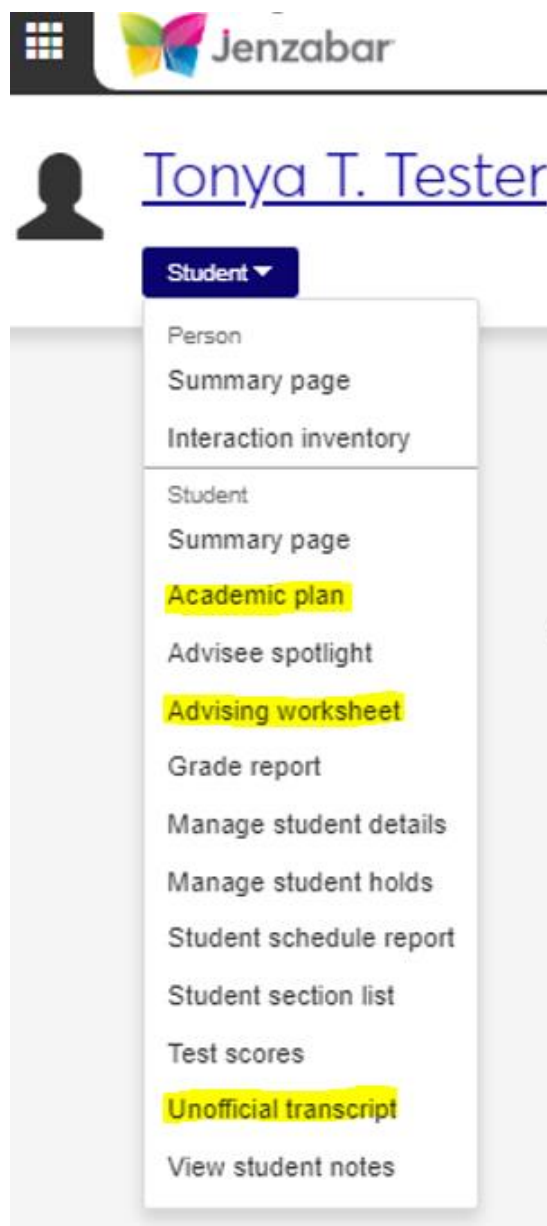 Jenzabar
Tonya T. Tester
Student
Person
Summary page
Interaction inventory
Student
Summary page
Academic plan
Advisee spotlight
Advising worksheet
Grade report
Manage student details
Manage student holds
Student schedule report
Student section list
Test scores
Unofficial transcript
View student notes